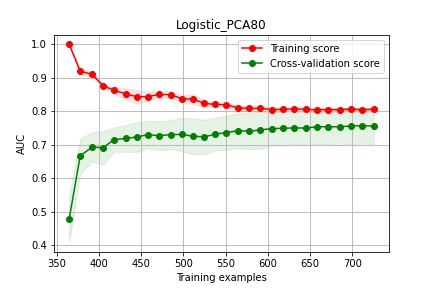 Logistic_PCA80
1.0
0.9
0.8
0.7
0.6
0.5
0.4
AUC
Training score
Cross-validation score
350 400 450 500 550 600 650 700
Training examples